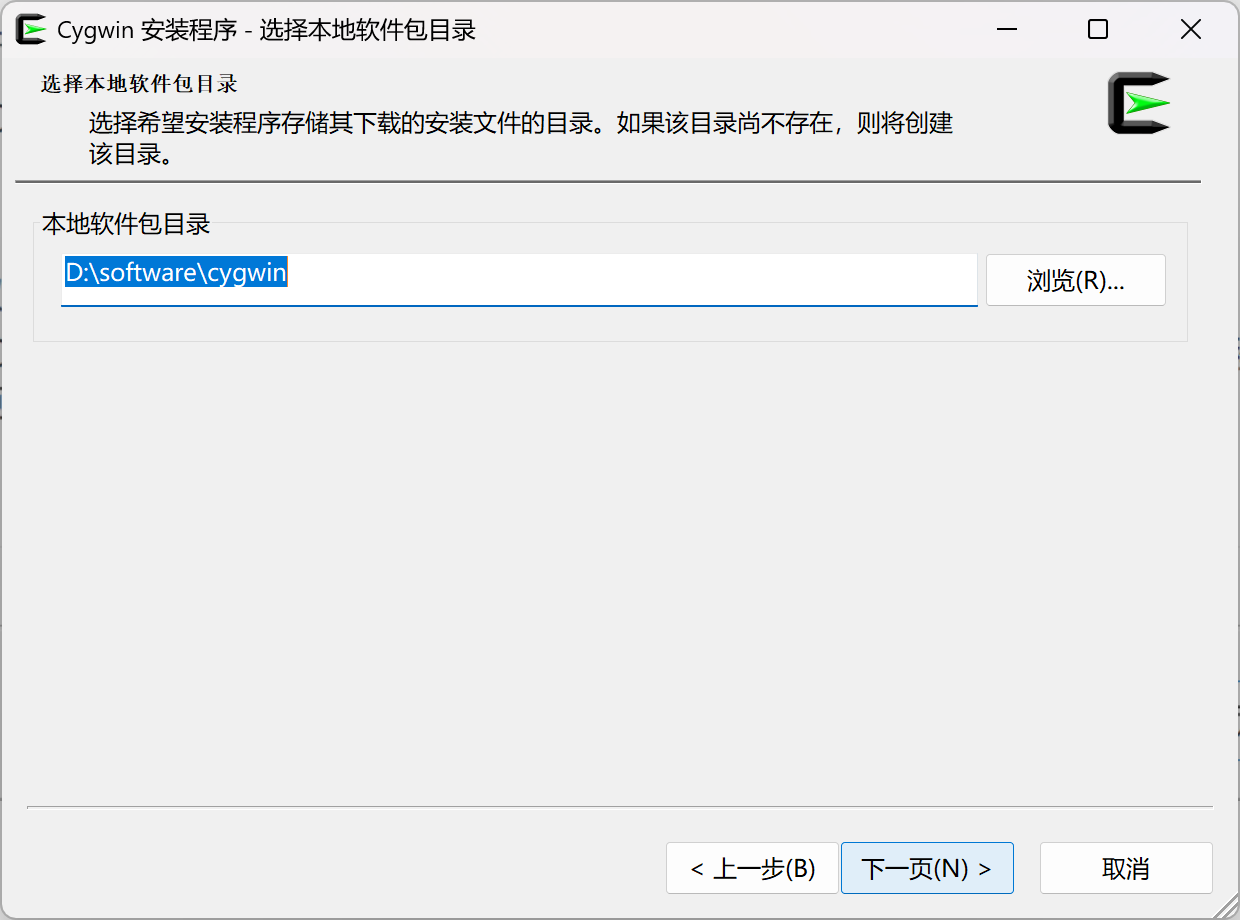 Cygwin 安装程序 - 选择本地软件包目录
选择本地软件包目录
选择希望安装程序存储其下载的安装文件的目录。如果该目录尚不存在，则将创建
该目录。
本地软件包目录
D:\software\cygwin
浏览(R)...
< 上一步(B)
下一页(N) >
取消